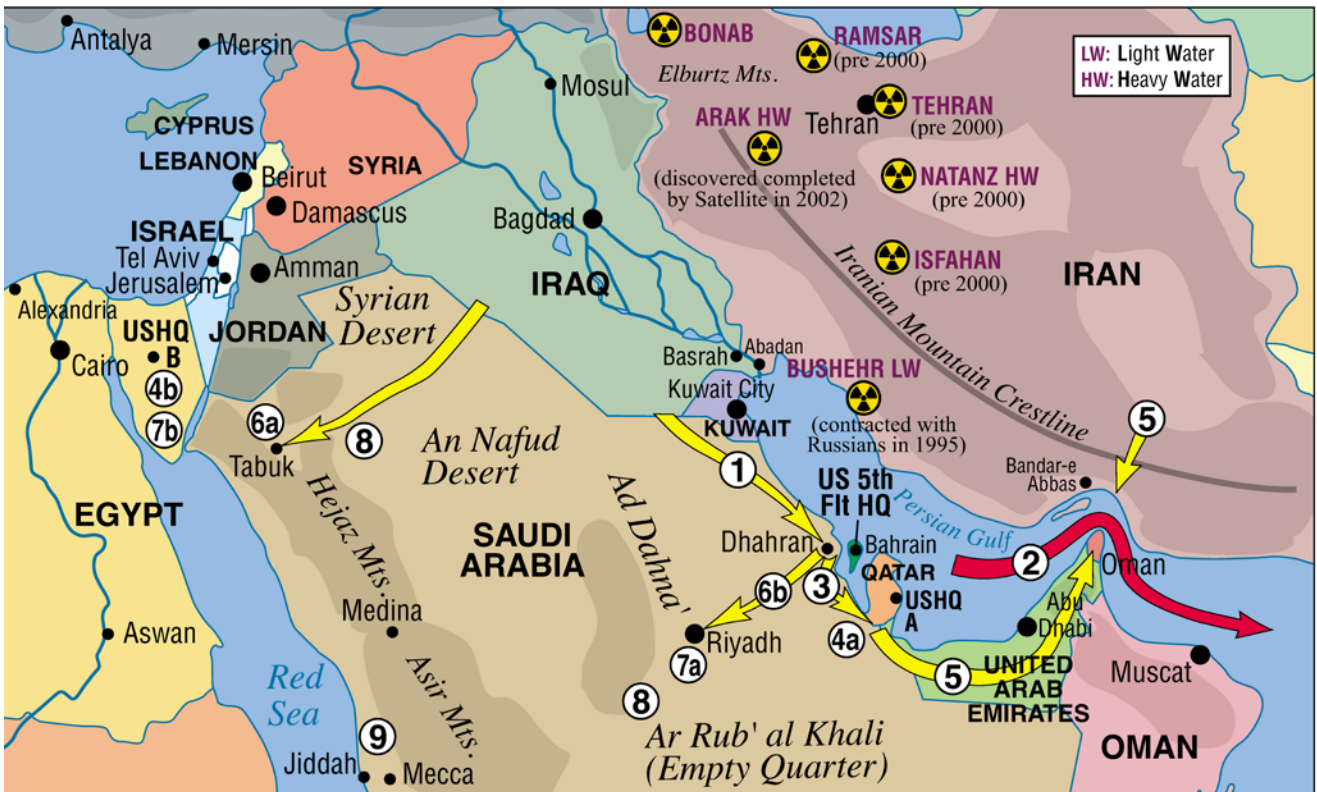 Antalya
Mersin
BONAB
RAMSAR
(pre 2000)
LW: Light Water
HW: Heavy Water
Elburtz Mts.
Mosul
CYPRUS
ARAK HW
Tehran
TEHRAN
(pre 2000)
LEBANON
SYRIA
Beirut
(discovered completed
by Satellite in 2002)
NATANZ HW
(pre 2000)
Damascus
Bagdad
ISRAEL
Tel Aviv
Jerusalem
Amman
IRAQ
ISFAHAN
(pre 2000)
IRAN
Iranian Mountain Crestline
Alexandria
Syrian
Desert
USHQ
B
JORDAN
Cairo
4b
7b
Basrah
Abadan
BUSHEHR LW
Kuwait City
KUWAIT
(contracted with
Russians in 1995)
6a
8
Tabuk
An Nafud
Desert
1
5
Bandar-e
Abbas
US 5th
Flt HQ
Persian Gulf
EGYPT
Hejaz Mts.
SAUDI
ARABIA
Ad Dahna'
Dhahran
Bahrain
QATAR
USHQ
A
2
Oman
6b
3
Medina
Abu
Dnabi
Aswan
Riyadh
7a
4a
5
UNITED
ARAB
EMIRATES
Muscat
Red
Sea
Asir Mts.
8
9
Ar Rub' al Khali
(Empty Quarter)
OMAN
Jiddah
Mecca